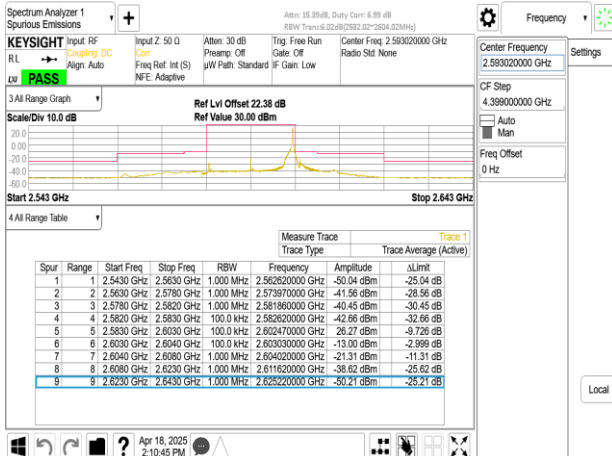 Spectrum Analyzer 1
Spurious Emissions
Attn: 15.39dB, Duty Corr: 6.99 dB
RBW Trans:6.02dB(2582.02~2604.02MHz)
Frequency
KEYSIGHT
RL
LXI
PASS
Input: RF
Coupling: DC
Align: Auto
Input Z: 50 Ω
Corr
Freq Ref: Int (S)
NFE: Adaptive
Atten: 30 dB
Preamp: Off
µW Path: Standard
Trig: Free Run
Gate: Off
IF Gain: Low
Center Freq: 2.593020000 GHz
Radio Std: None
Center Frequency
2.593020000 GHz
Settings
CF Step
4.399000000 GHz
Auto
Man
Freq Offset
0 Hz
Local
3 All Range Graph
Scale/Div 10.0 dB
Ref Lvl Offset 22.38 dB
Ref Value 30.00 dBm
20.0
0.00
-20.0
-40.0
-60.0
Start 2.543 GHz
Stop 2.643 GHz
4 All Range Table
Measure Trace Trace 1
Trace Type Trace Average (Active)
Spur Range Start Freq Stop Freq RBW Frequency Amplitude ΔLimit
1 1 2.5430 GHz 2.5630 GHz 1.000 MHz 2.562620000 GHz -50.04 dBm -25.04 dB
2 2 2.5630 GHz 2.5780 GHz 1.000 MHz 2.573970000 GHz -41.56 dBm -28.56 dB
3 3 2.5780 GHz 2.5820 GHz 1.000 MHz 2.581860000 GHz -40.45 dBm -30.45 dB
4 4 2.5820 GHz 2.5830 GHz 100.0 kHz 2.582620000 GHz -42.66 dBm -32.66 dB
5 5 2.5830 GHz 2.6030 GHz 100.0 kHz 2.602470000 GHz 26.27 dBm -9.726 dB
6 6 2.6030 GHz 2.6040 GHz 100.0 kHz 2.603030000 GHz -13.00 dBm -2.999 dB
7 7 2.6040 GHz 2.6080 GHz 1.000 MHz 2.604020000 GHz -21.31 dBm -11.31 dB
8 8 2.6080 GHz 2.6230 GHz 1.000 MHz 2.611620000 GHz -38.62 dBm -25.62 dB
9 9 2.6230 GHz 2.6430 GHz 1.000 MHz 2.625220000 GHz -50.21 dBm -25.21 dB
Apr 18, 2025
2:10:45 PM